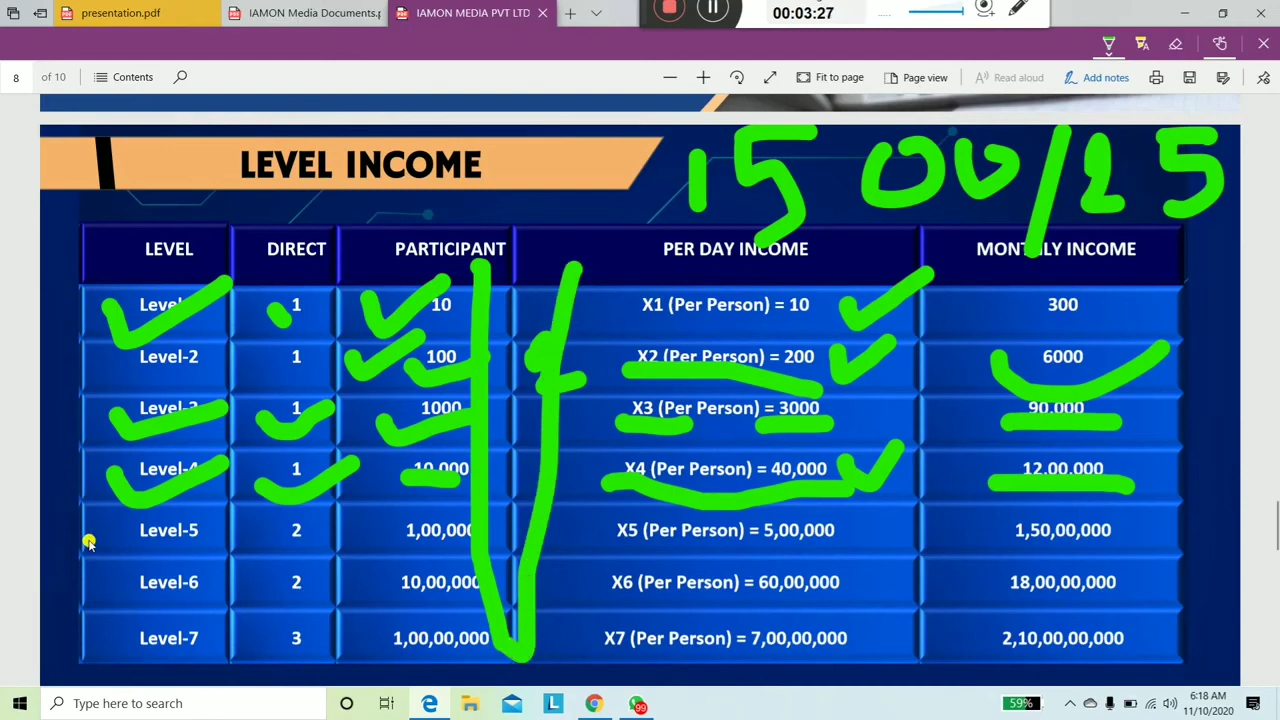 presentation.pdf
IAMON Media Documents.p
IAMON MEDIA PVT LTD
00:03:27
8 of 10 Contents Fit to page Page view Read aloud Add notes
LEVEL INCOME
1500/25
LEVEL DIRECT PARTICIPANT PER DAY INCOME MONTHLY INCOME
Level- 1 10 X1 (Per Person) = 10 300
Level-2 1 100 X2 (Per Person) = 200 6000
Level-3 1 1000 X3 (Per Person) = 3000 90,000
Level-4 1 10,000 X4 (Per Person) = 40,000 12,00,000
Level-5 2 1,00,000 X5 (Per Person) = 5,00,000 1,50,00,000
Level-6 2 10,00,000 X6 (Per Person) = 60,00,000 18,00,00,000
Level-7 3 1,00,00,000 X7 (Per Person) = 7,00,00,000 2,10,00,00,000
Type here to search
99
59%
6:18 AM
11/10/2020